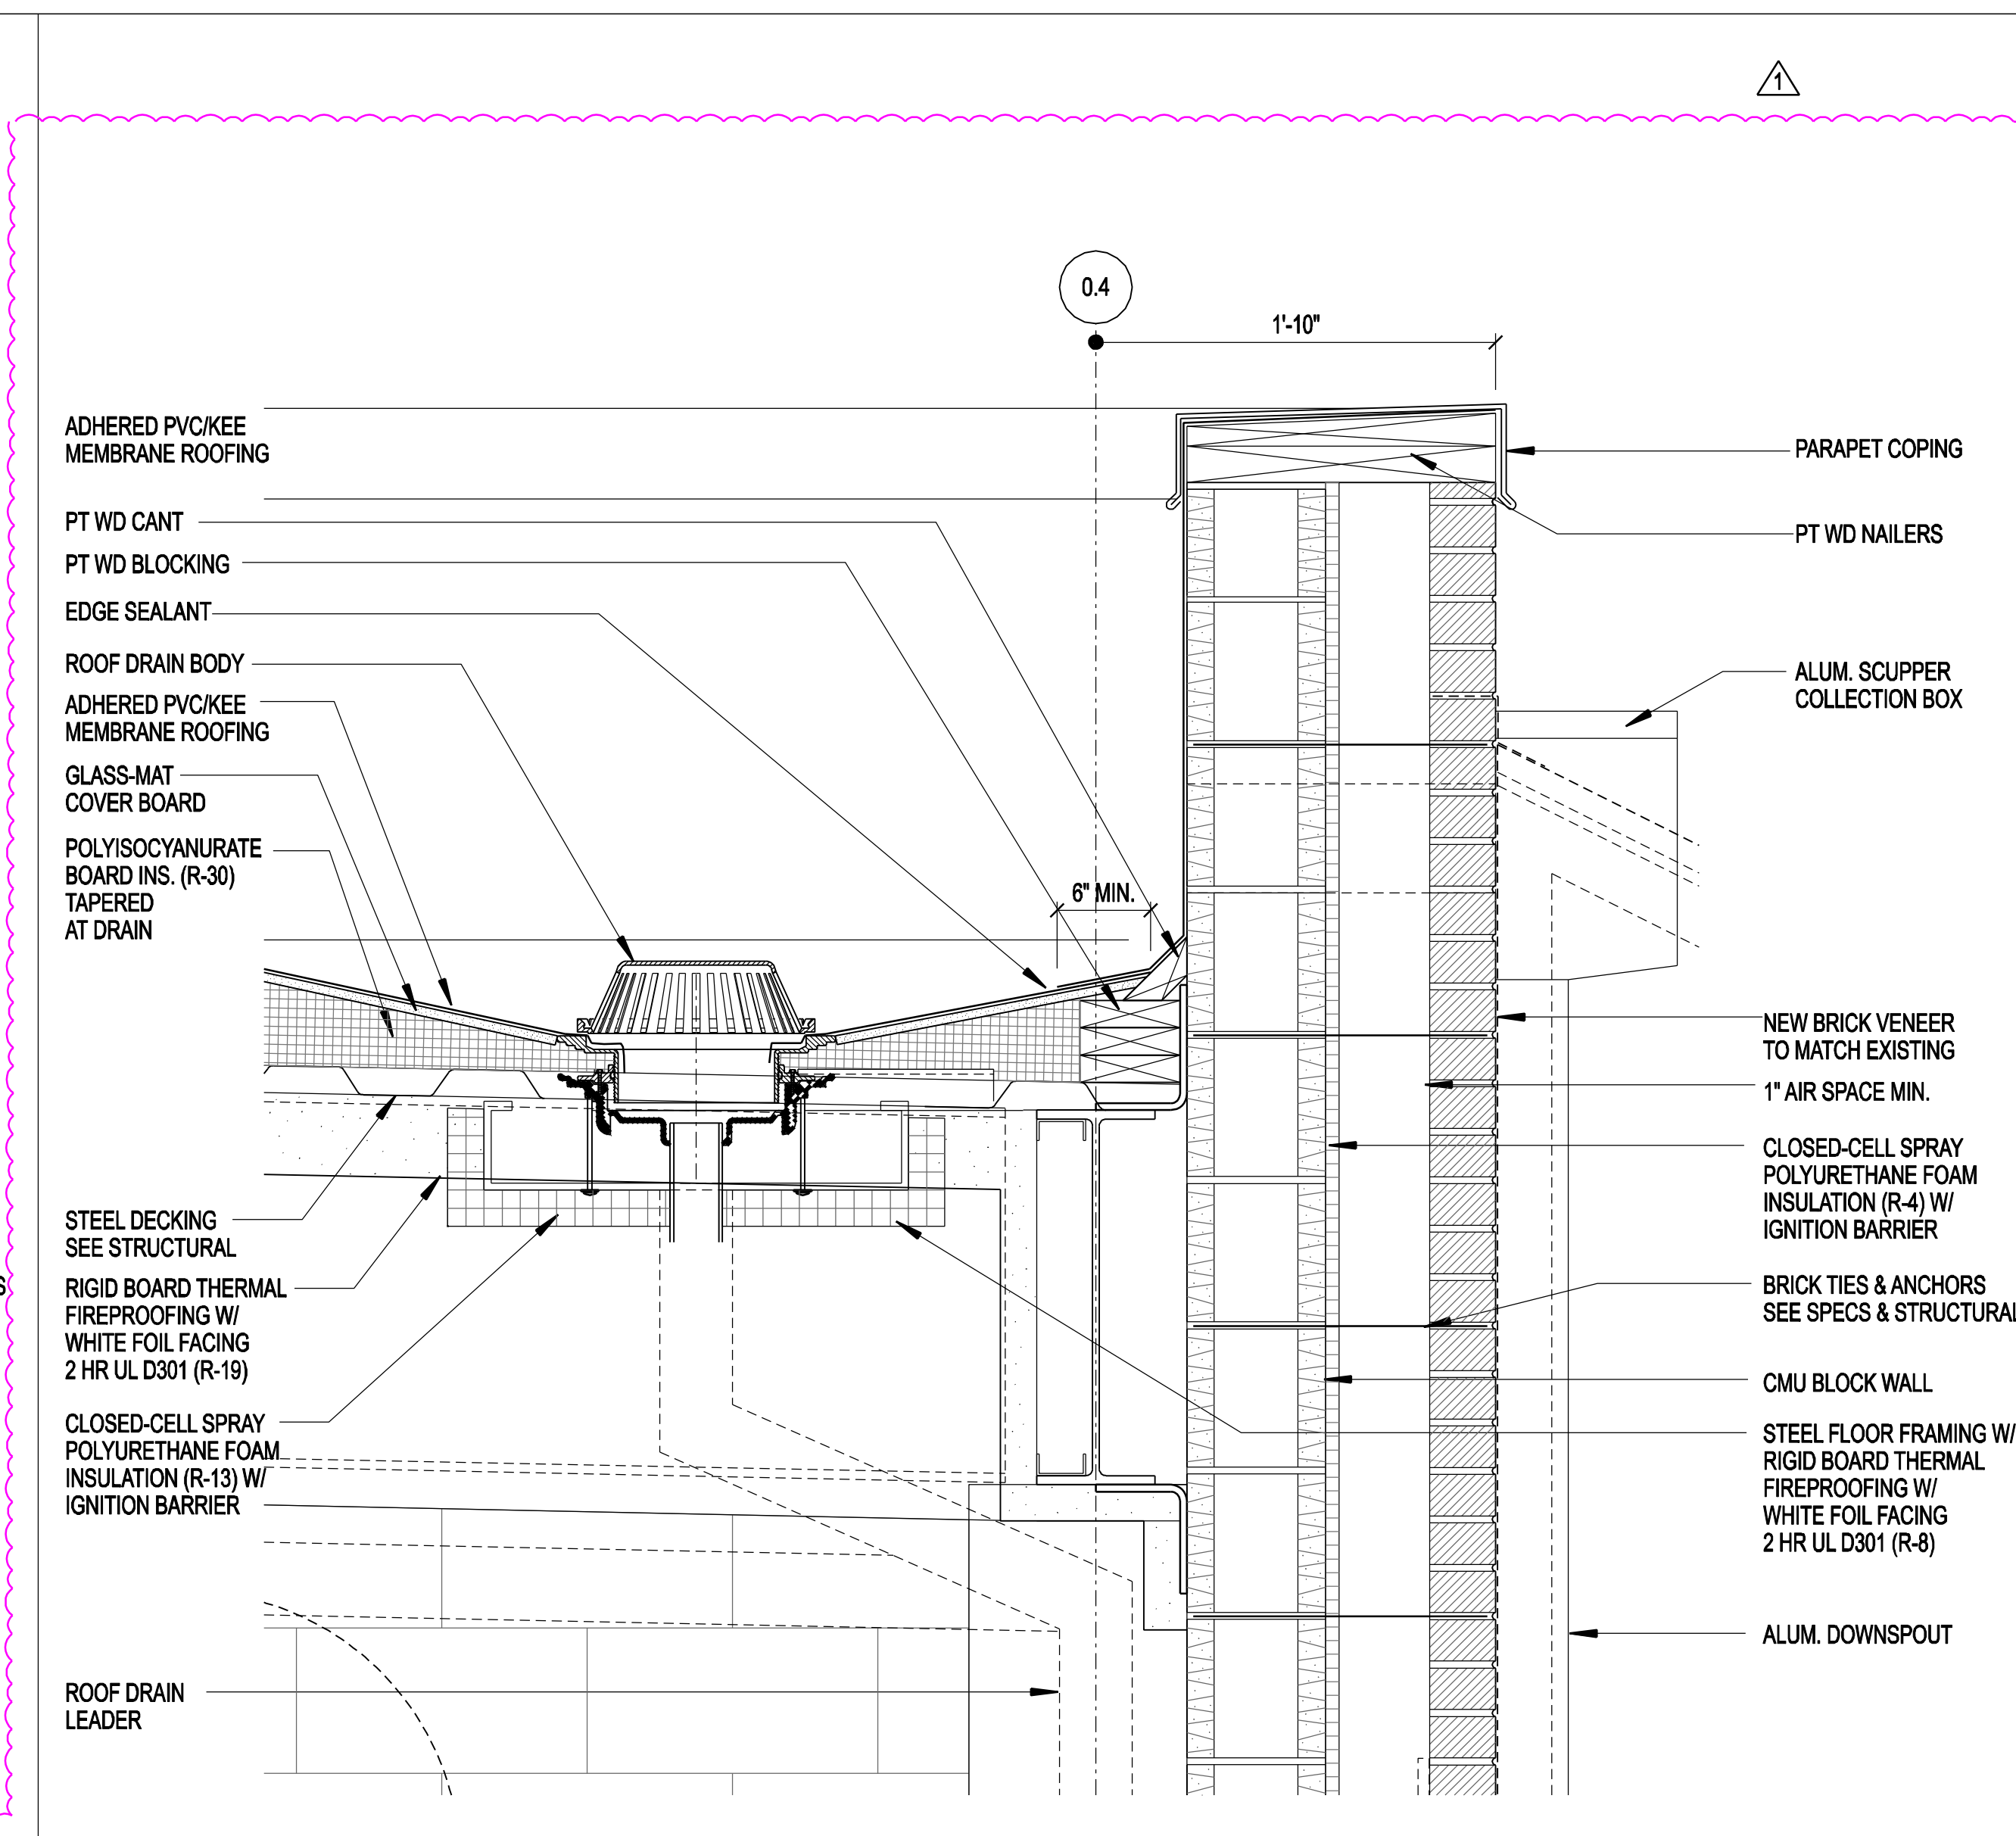 1
0.4
1'-10"
ADHERED PVC/KEE
MEMBRANE ROOFING
PT WD CANT
PT WD BLOCKING
EDGE SEALANT
ROOF DRAIN BODY
ADHERED PVC/KEE
MEMBRANE ROOFING
GLASS-MAT
COVER BOARD
POLYISOCYANURATE
BOARD INS. (R-30)
TAPERED
AT DRAIN
6" MIN.
STEEL DECKING
SEE STRUCTURAL
RIGID BOARD THERMAL
FIREPROOFING W/
WHITE FOIL FACING
2 HR UL D301 (R-19)
CLOSED-CELL SPRAY
POLYURETHANE FOAM
INSULATION (R-13) W/
IGNITION BARRIER
ROOF DRAIN
LEADER
PARAPET COPING
PT WD NAILERS
ALUM. SCUPPER
COLLECTION BOX
NEW BRICK VENEER
TO MATCH EXISTING
1" AIR SPACE MIN.
CLOSED-CELL SPRAY
POLYURETHANE FOAM
INSULATION (R-4) W/
IGNITION BARRIER
BRICK TIES & ANCHORS
SEE SPECS & STRUCTURAL
CMU BLOCK WALL
STEEL FLOOR FRAMING W/
RIGID BOARD THERMAL
FIREPROOFING W/
WHITE FOIL FACING
2 HR UL D301 (R-8)
ALUM. DOWNSPOUT